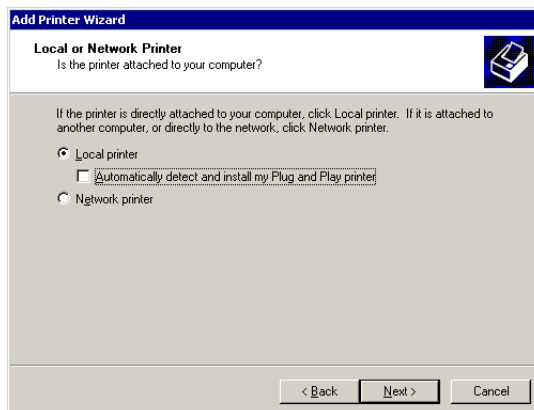 Add Printer Wizard
Local or Network Printer
Is the printer attached to your computer?
If the printer is directly attached to your computer, click Local printer. If it is attached to
another computer, or directly to the network, click Network printer.
Local printer
Automatically detect and install my Plug and Play printer
Network printer
< Back
Next >
Cancel